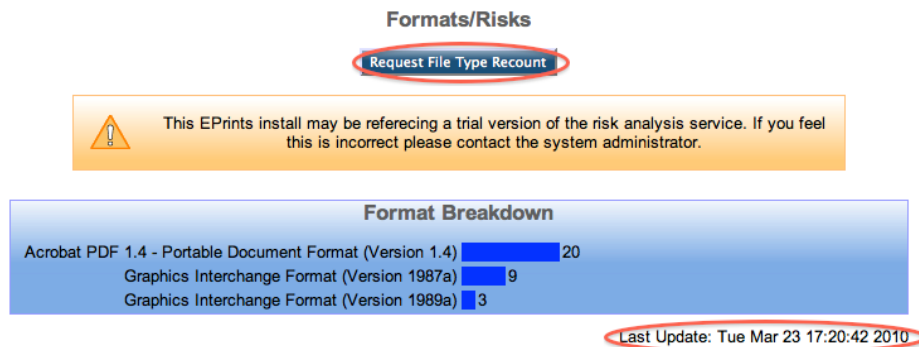 Formats/Risks
Request File Type Recount
This EPrints install may be referecing a trial version of the risk analysis service. If you feel
this is incorrect please contact the system administrator.
Format Breakdown
Acrobat PDF 1.4 - Portable Document Format (Version 1.4) 20
Graphics Interchange Format (Version 1987a) 9
Graphics Interchange Format (Version 1989a) 3
Last Update: Tue Mar 23 17:20:42 2010